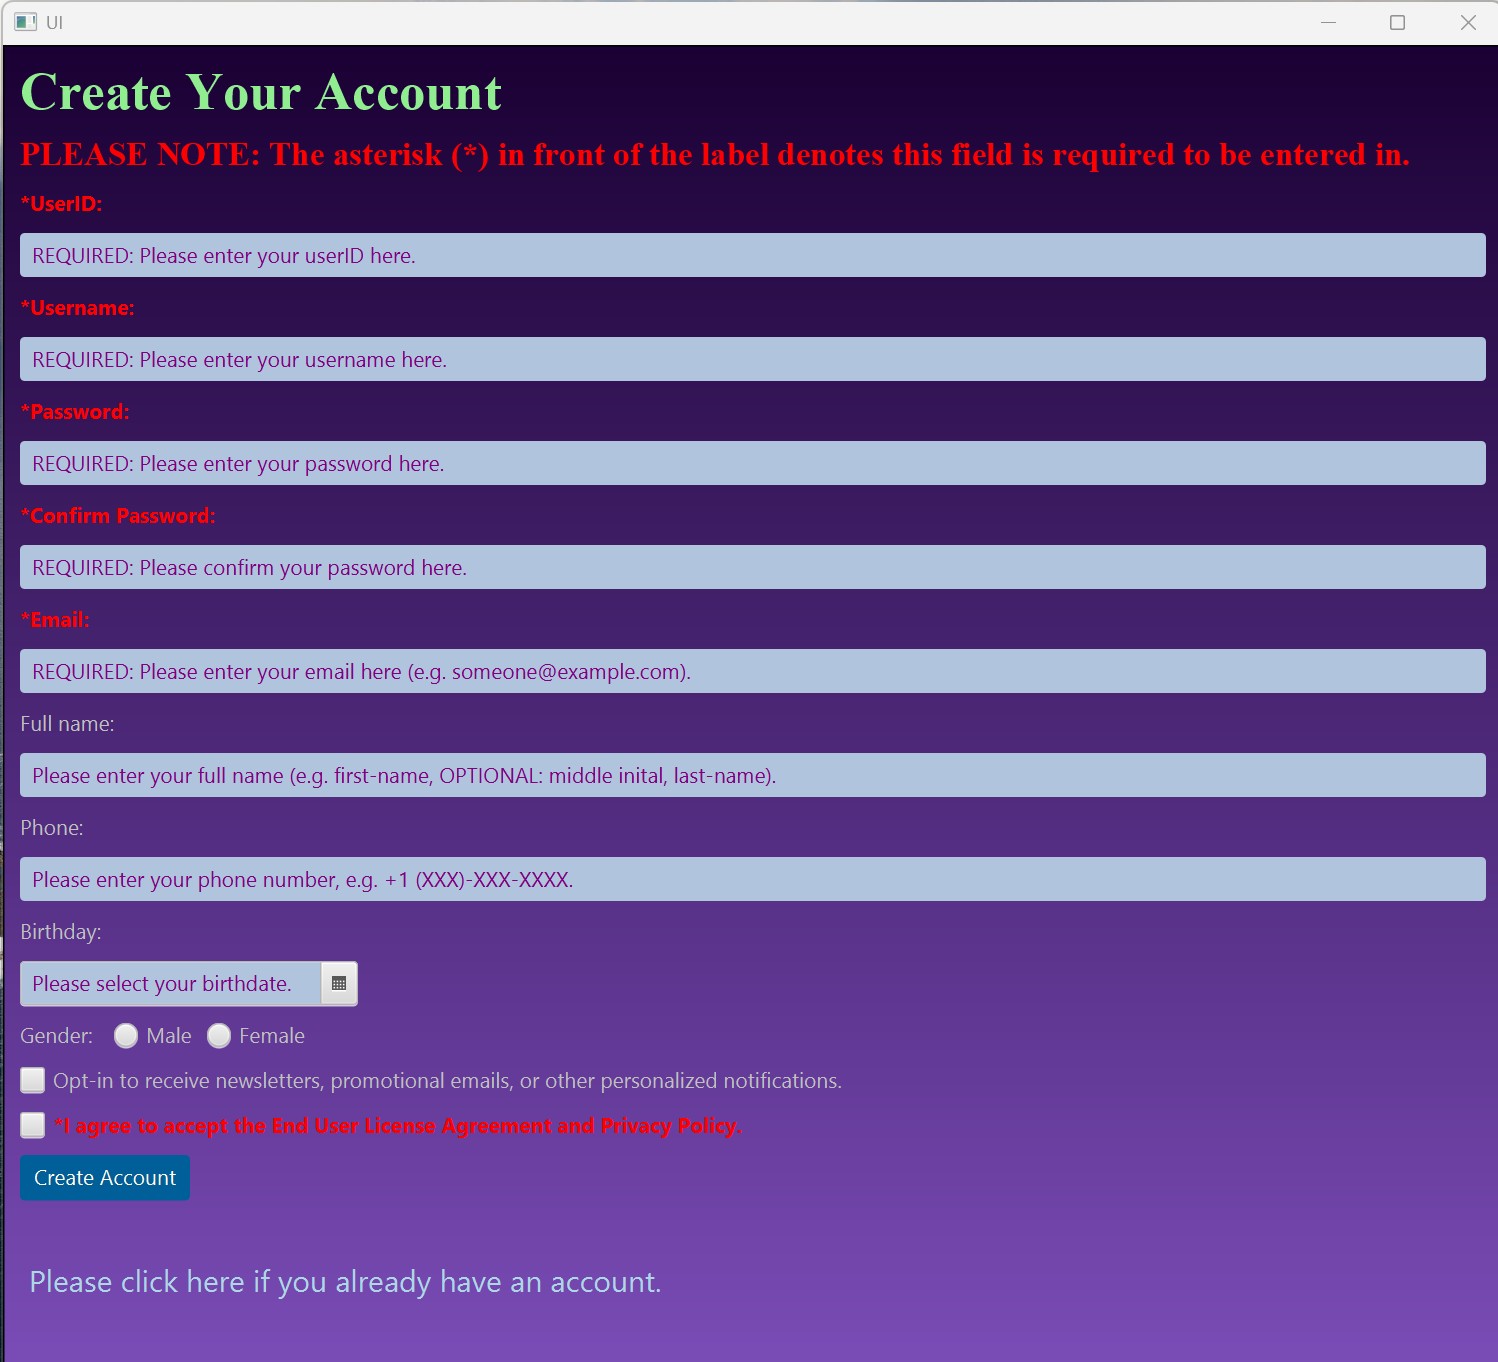 UI
Create Your Account
PLEASE NOTE: The asterisk (*) in front of the label denotes this field is required to be entered in.
*UserID:
REQUIRED: Please enter your userID here.
*Username:
REQUIRED: Please enter your username here.
*Password:
REQUIRED: Please enter your password here.
*Confirm Password:
REQUIRED: Please confirm your password here.
*Email:
REQUIRED: Please enter your email here (e.g. someone@example.com).
Full name:
Please enter your full name (e.g. first-name, OPTIONAL: middle inital, last-name).
Phone:
Please enter your phone number, e.g. +1 (XXX)-XXX-XXXX.
Birthday:
Please select your birthdate.
Gender: Male Female
Opt-in to receive newsletters, promotional emails, or other personalized notifications.
*I agree to accept the End User License Agreement and Privacy Policy.
Create Account
Please click here if you already have an account.